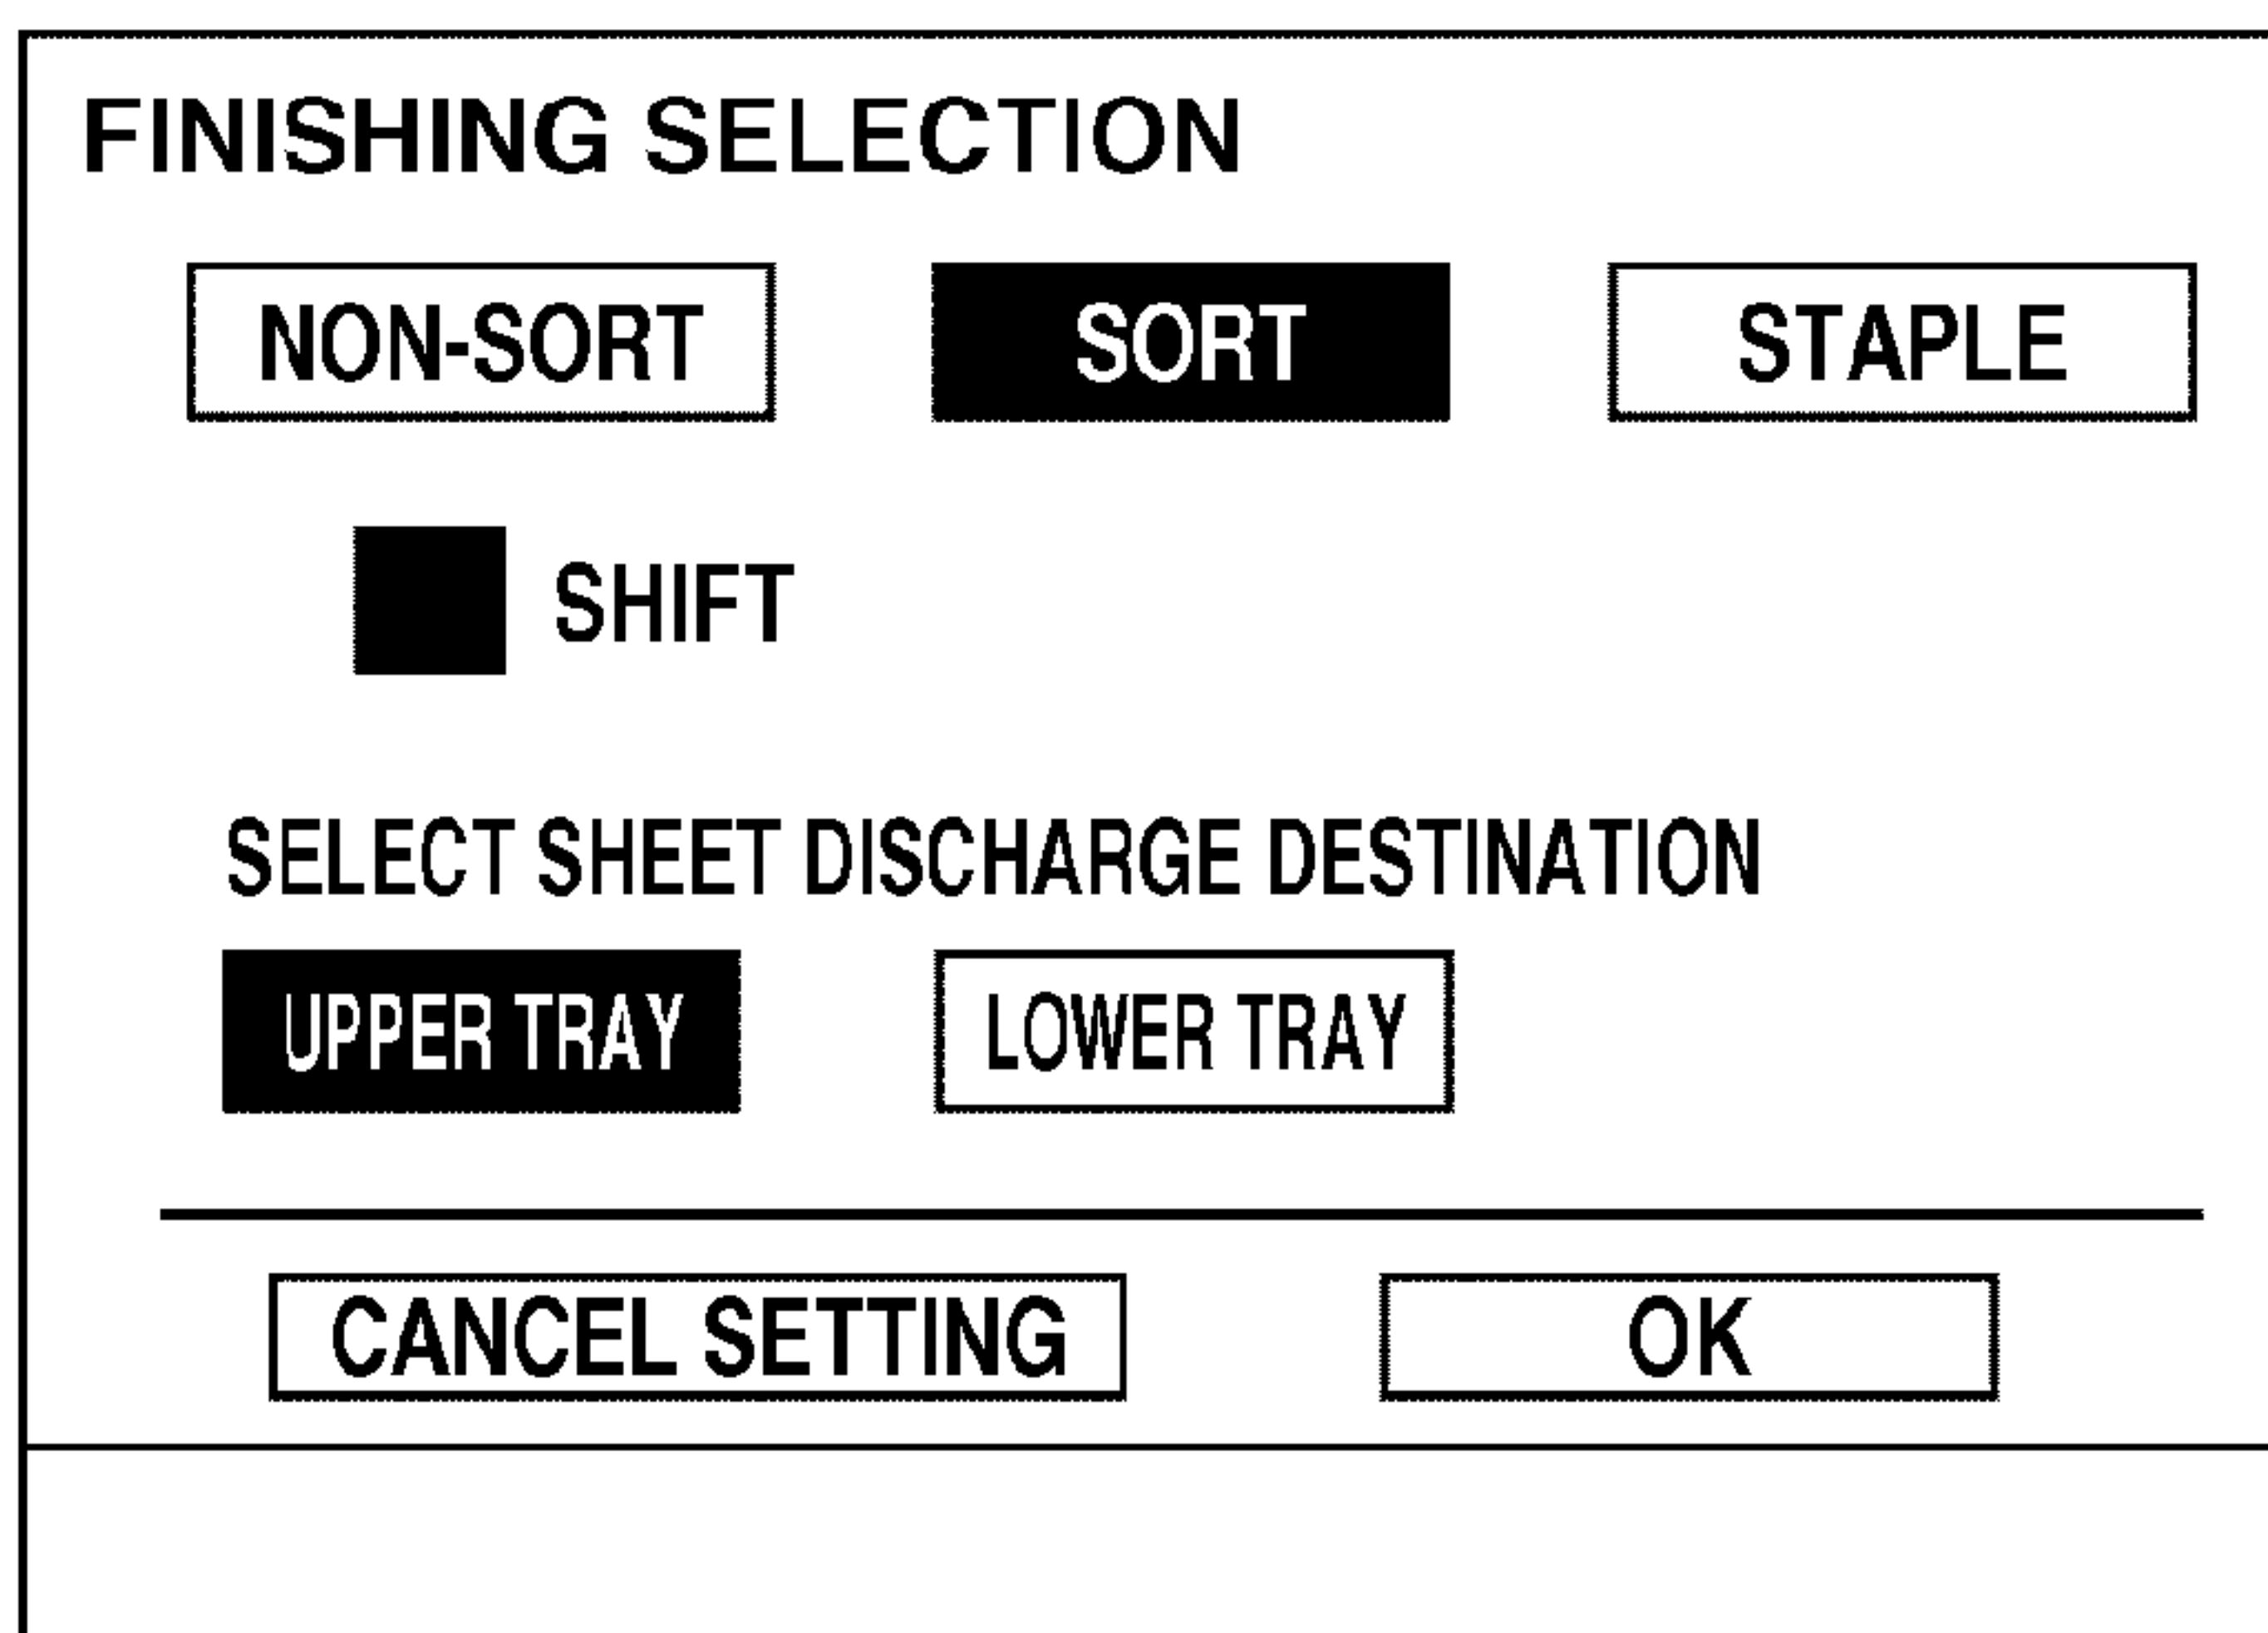 FINISHING SELECTION
NON-SORT SORT STAPLE
SHIFT
SELECT SHEET DISCHARGE DESTINATION
UPPER TRAY LOWER TRAY
CANCEL SETTING OK